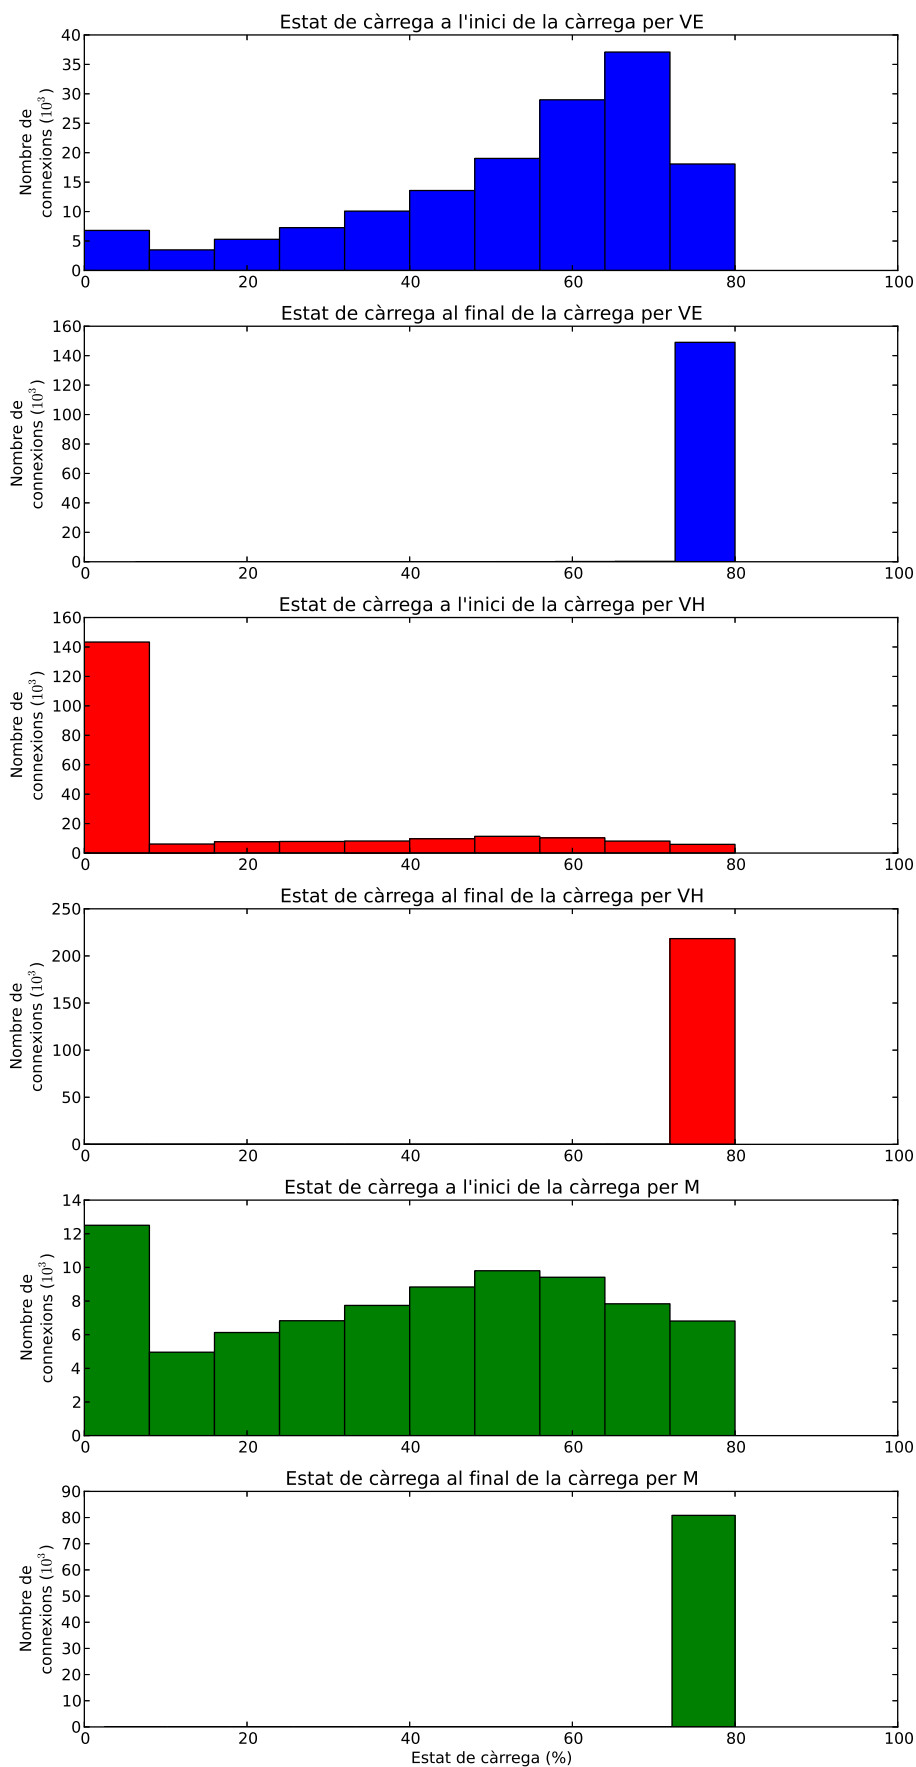 Estat de càrrega a l'inici de la càrrega per VE
40
35
30
25
20
15
10
5
0
Nombre de
connexions (10³)
0 20 40 60 80 100
Estat de càrrega al final de la càrrega per VE
160
140
120
100
80
60
40
20
0
Nombre de
connexions (10³)
0 20 40 60 80 100
Estat de càrrega a l'inici de la càrrega per VH
160
140
120
100
80
60
40
20
0
Nombre de
connexions (10³)
0 20 40 60 80 100
Estat de càrrega al final de la càrrega per VH
250
200
150
100
50
0
Nombre de
connexions (10³)
0 20 40 60 80 100
Estat de càrrega a l'inici de la càrrega per M
14
12
10
8
6
4
2
0
Nombre de
connexions (10³)
0 20 40 60 80 100
Estat de càrrega al final de la càrrega per M
90
80
70
60
50
40
30
20
10
0
Nombre de
connexions (10³)
0 20 40 60 80 100
Estat de càrrega (%)